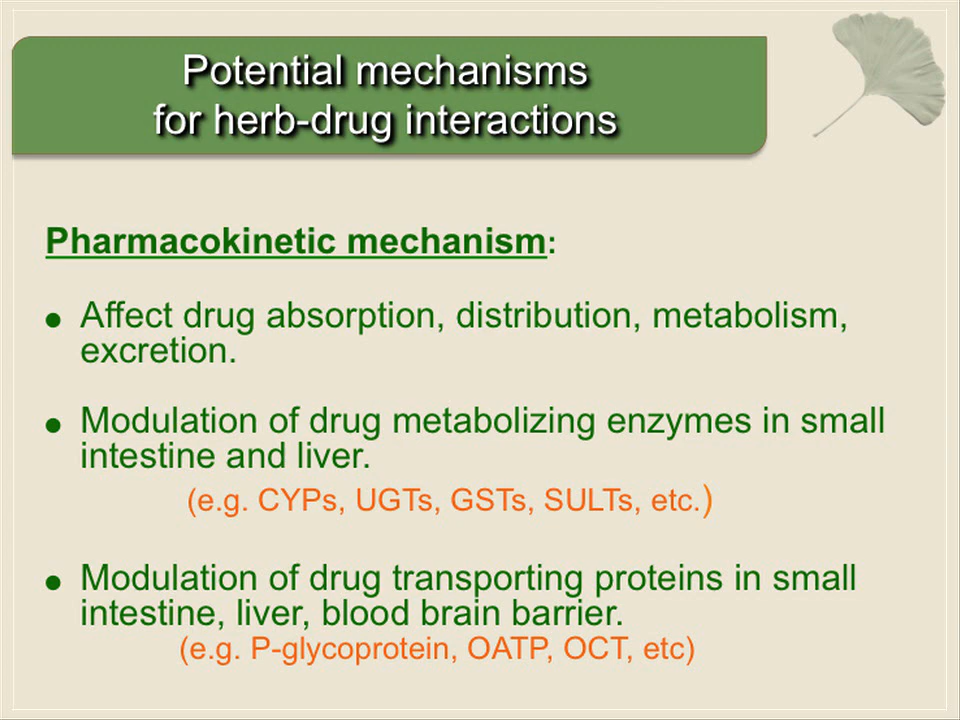 Potential mechanisms
for herb-drug interactions
Pharmacokinetic mechanism:
● Affect drug absorption, distribution, metabolism,
excretion.
● Modulation of drug metabolizing enzymes in small
intestine and liver.
(e.g. CYPs, UGTs, GSTs, SULTs, etc.)
● Modulation of drug transporting proteins in small
intestine, liver, blood brain barrier.
(e.g. P-glycoprotein, OATP, OCT, etc)